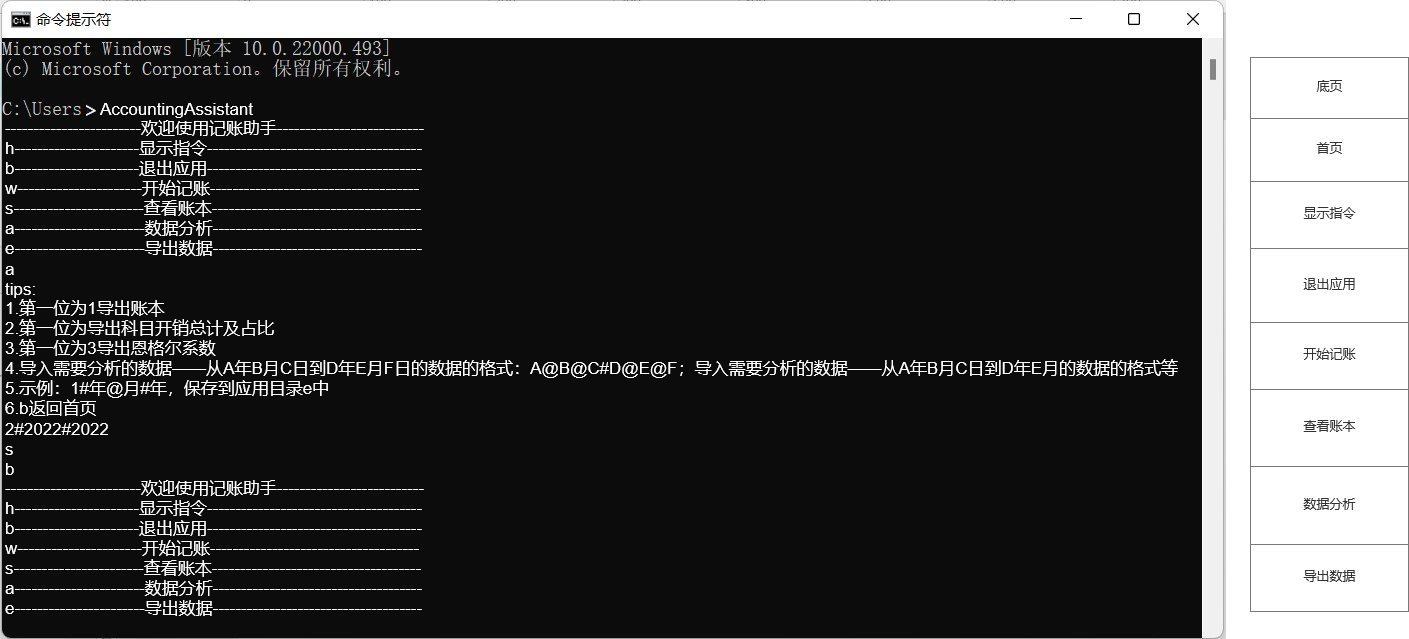 命令提示符
Microsoft Windows [版本 10.0.22000.493]
(c) Microsoft Corporation。保留所有权利。
C:\Users > AccountingAssistant
------------------------欢迎使用记账助手--------------------------
h----------------------显示指令--------------------------------------
b----------------------退出应用--------------------------------------
w----------------------开始记账-------------------------------------
s-----------------------查看账本-------------------------------------
a-----------------------数据分析-------------------------------------
e-----------------------导出数据-------------------------------------
a
tips:
1.第一位为1导出账本
2.第一位为导出科目开销总计及占比
3.第一位为3导出恩格尔系数
4.导入需要分析的数据——从A年B月C日到D年E月F日的数据的格式：A@B@C#D@E@F；导入需要分析的数据——从A年B月C日到D年E月的数据的格式等
5.示例：1#年@月#年，保存到应用目录e中
6.b返回首页
2#2022#2022
s
b
------------------------欢迎使用记账助手--------------------------
h----------------------显示指令--------------------------------------
b----------------------退出应用--------------------------------------
w----------------------开始记账-------------------------------------
s-----------------------查看账本-------------------------------------
a-----------------------数据分析-------------------------------------
e-----------------------导出数据-------------------------------------
底页
首页
显示指令
退出应用
开始记账
查看账本
数据分析
导出数据